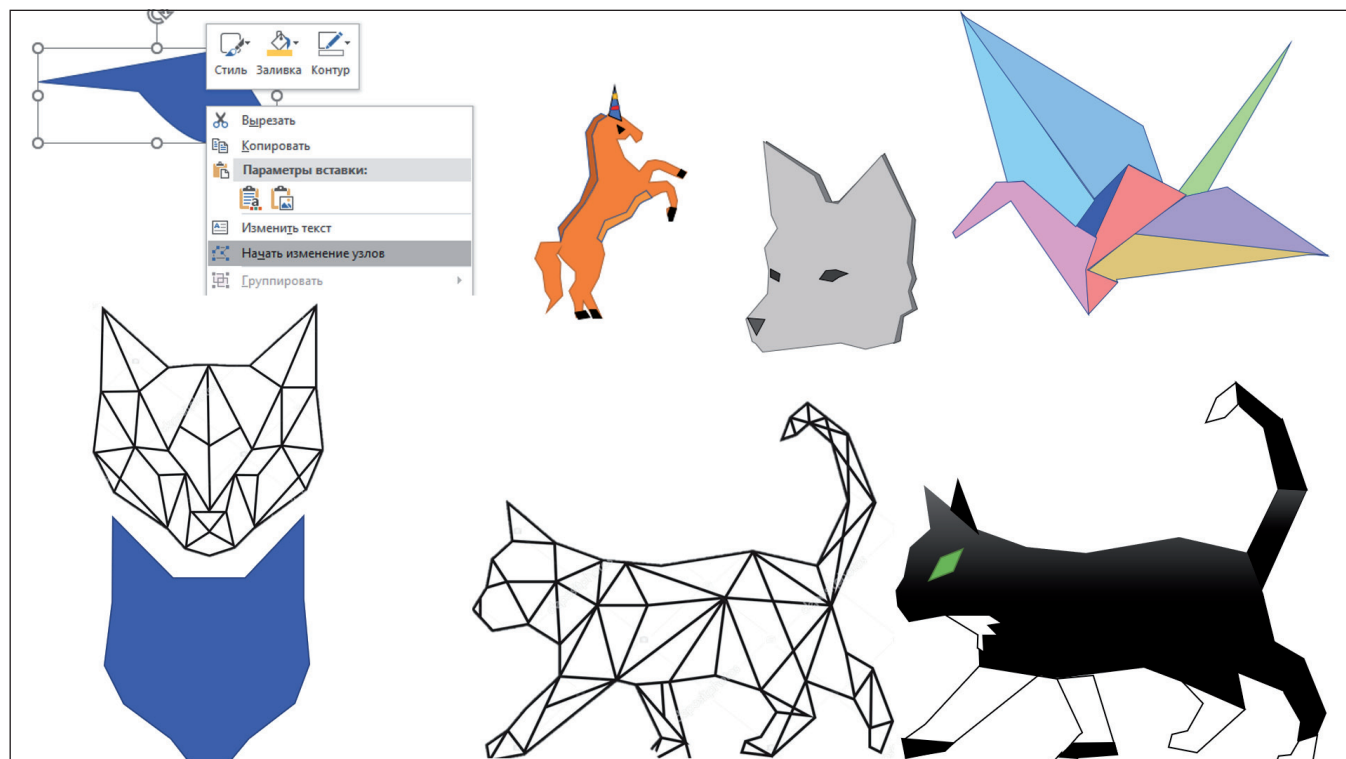 Стиль Заливка Контур
Вырезать
Копировать
Параметры вставки:
Изменить текст
Начать изменение узлов
Группировать